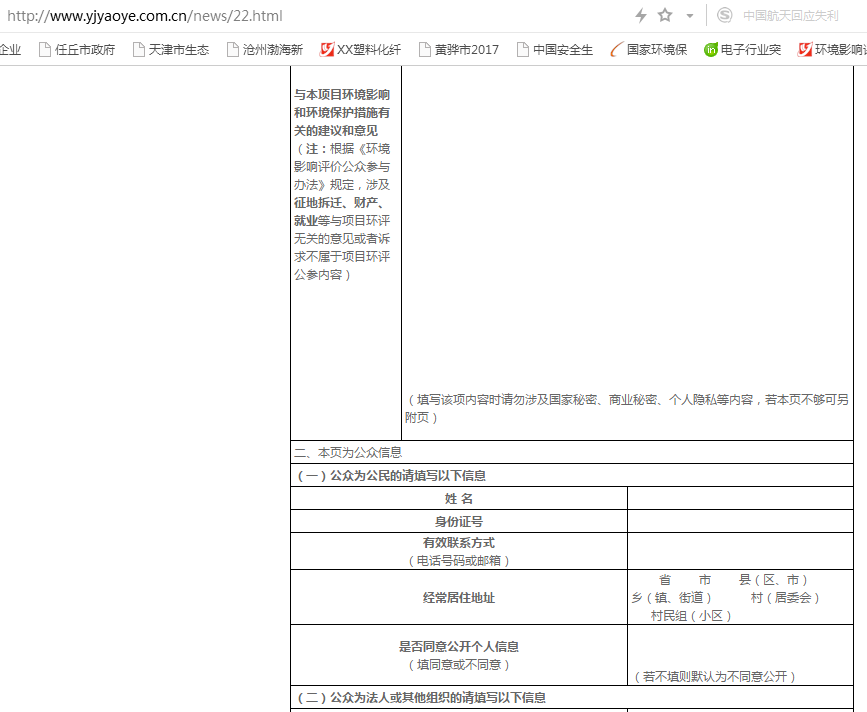 http://www.yjyaoye.com.cn/news/22.html 中国航天回应失利
企业 任丘市政府 天津市生态 沧州渤海新 XX塑料化纤 黄骅市2017 中国安全生 国家环境保 电子行业突 环境影响评
与本项目环境影响
和环境保护措施有
关的建议和意见
（注：根据《环境
影响评价公众参与
办法》规定，涉及
征地拆迁、财产、
就业等与项目环评
无关的意见或者诉
求不属于项目环评
公参内容）
（填写该项内容时请勿涉及国家秘密、商业秘密、个人隐私等内容，若本页不够可另
附页）
二、本页为公众信息
（一）公众为公民的请填写以下信息
姓 名
身份证号
有效联系方式
（电话号码或邮箱）
经常居住地址
省 市 县（区、市）
乡（镇、街道） 村（居委会）
村民组（小区）
是否同意公开个人信息
（填同意或不同意）
（若不填则默认为不同意公开）
（二）公众为法人或其他组织的请填写以下信息